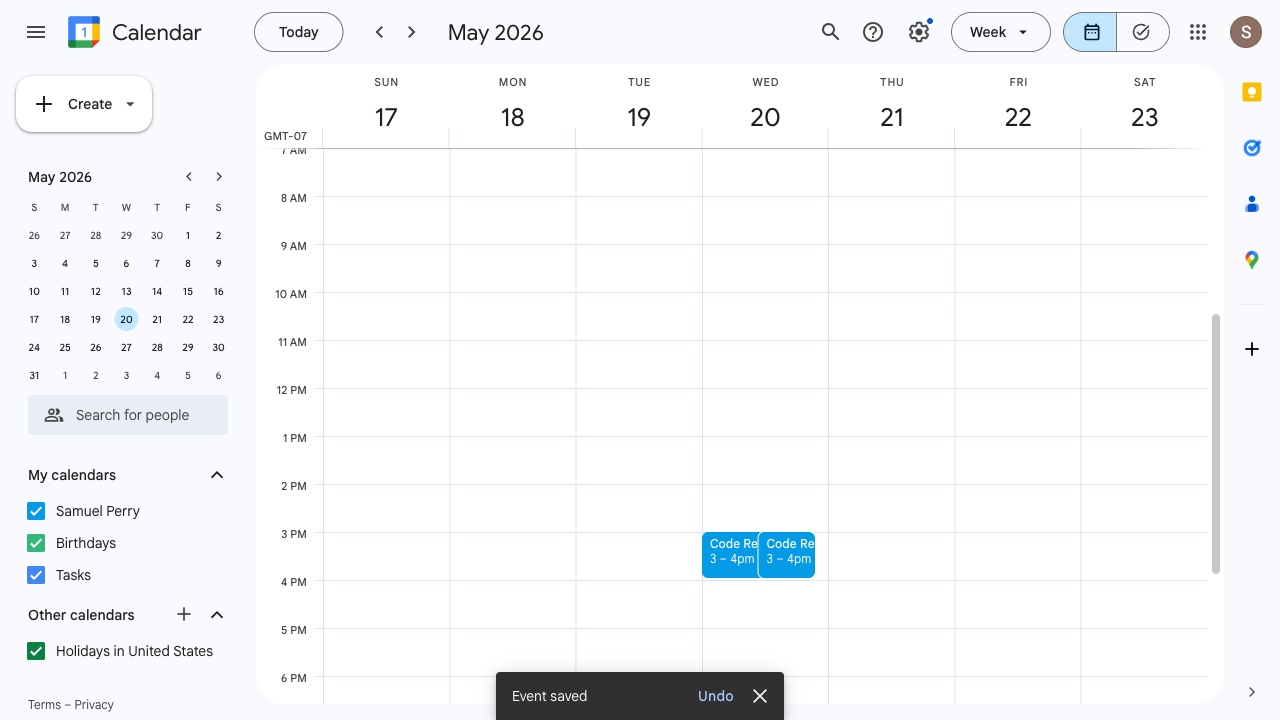 Calendar
Today
May 2026
Week
S
Create
May 2026
S M T W T F S
26 27 28 29 30 1 2
3 4 5 6 7 8 9
10 11 12 13 14 15 16
17 18 19 20 21 22 23
24 25 26 27 28 29 30
31 1 2 3 4 5 6
Search for people
My calendars
Samuel Perry
Birthdays
Tasks
Other calendars
Holidays in United States
Terms – Privacy
SUN MON TUE WED THU FRI SAT
17 18 19 20 21 22 23
GMT-07
7 AM
8 AM
9 AM
10 AM
11 AM
12 PM
1 PM
2 PM
3 PM
Code Re Code Re
3 – 4pm 3 – 4pm
4 PM
5 PM
6 PM
Event saved Undo